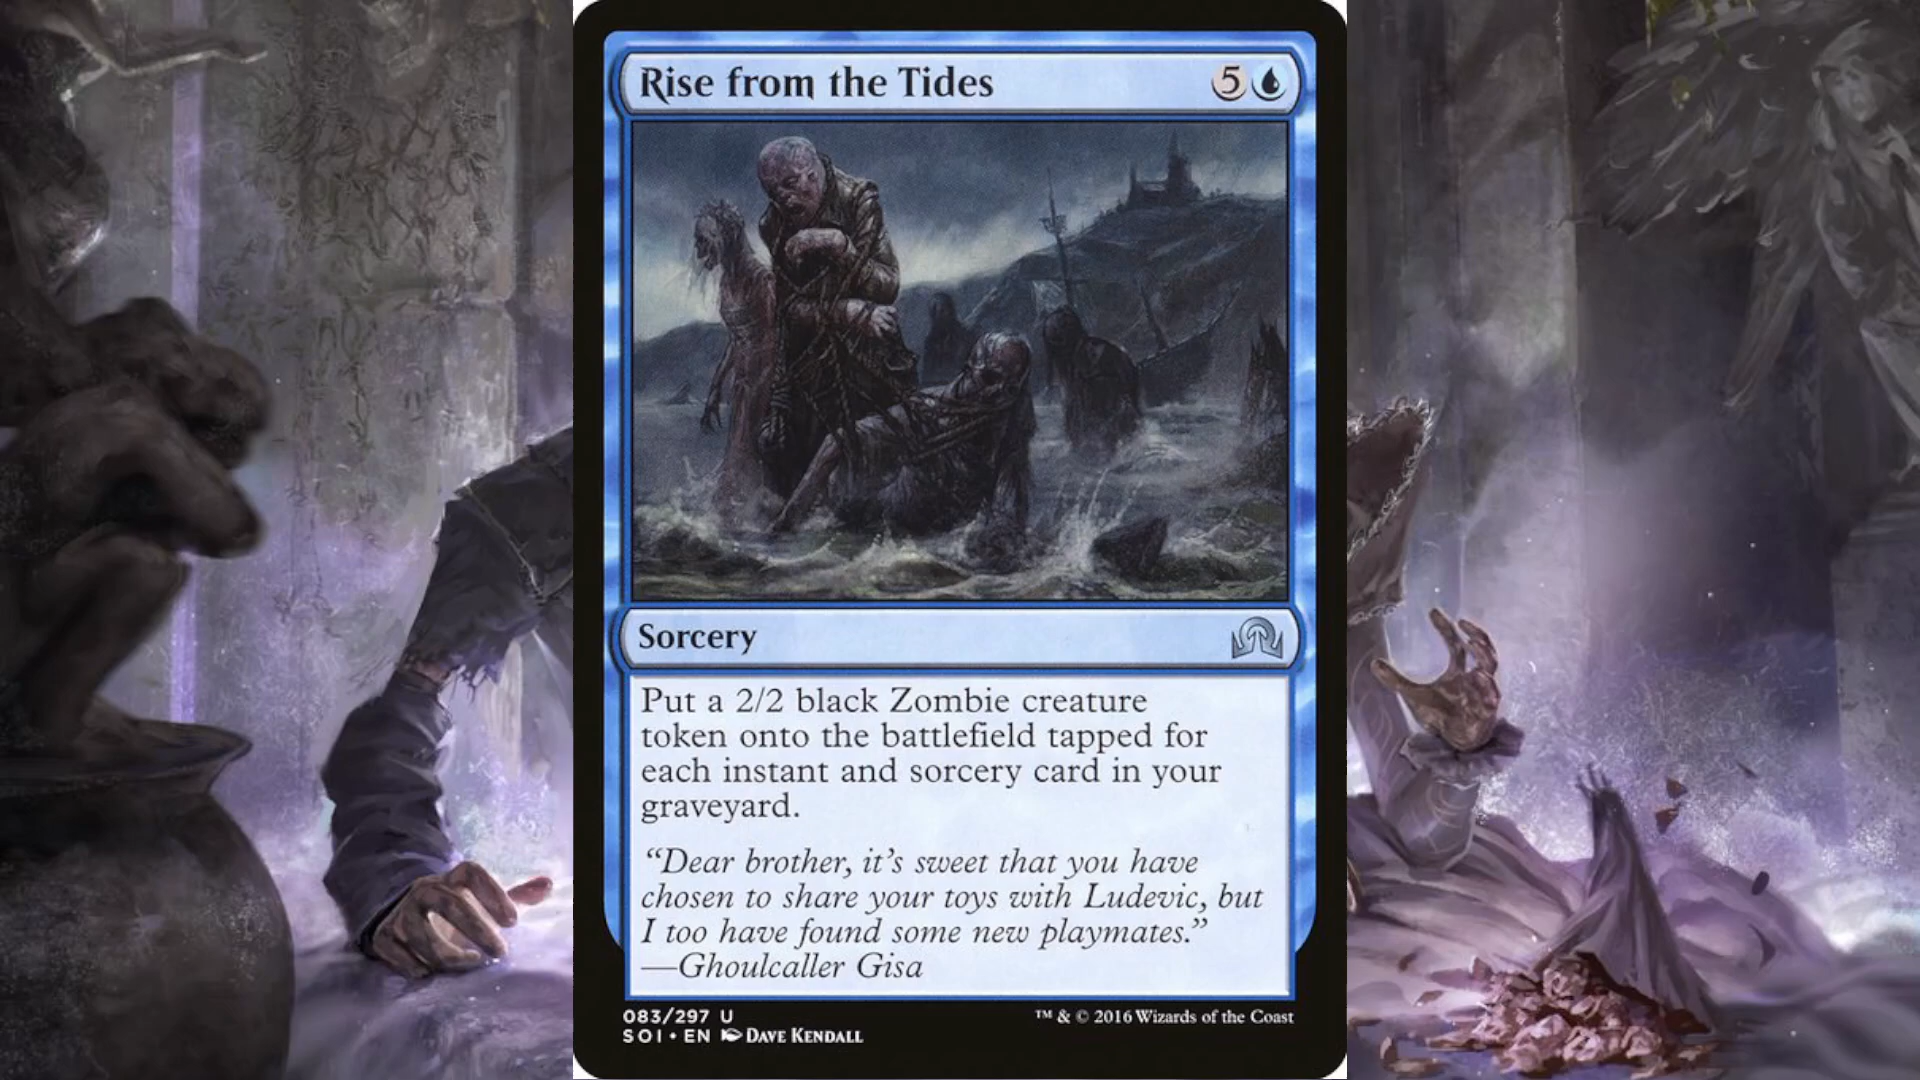 Rise from the Tides 5
Sorcery
Put a 2/2 black Zombie creature
token onto the battlefield tapped for
each instant and sorcery card in your
graveyard.
“Dear brother, it’s sweet that you have
chosen to share your toys with Ludevic, but
I too have found some new playmates.”
—Ghoulcaller Gisa
083/297 U
SOI • EN Dave Kendall
™ & © 2016 Wizards of the Coast